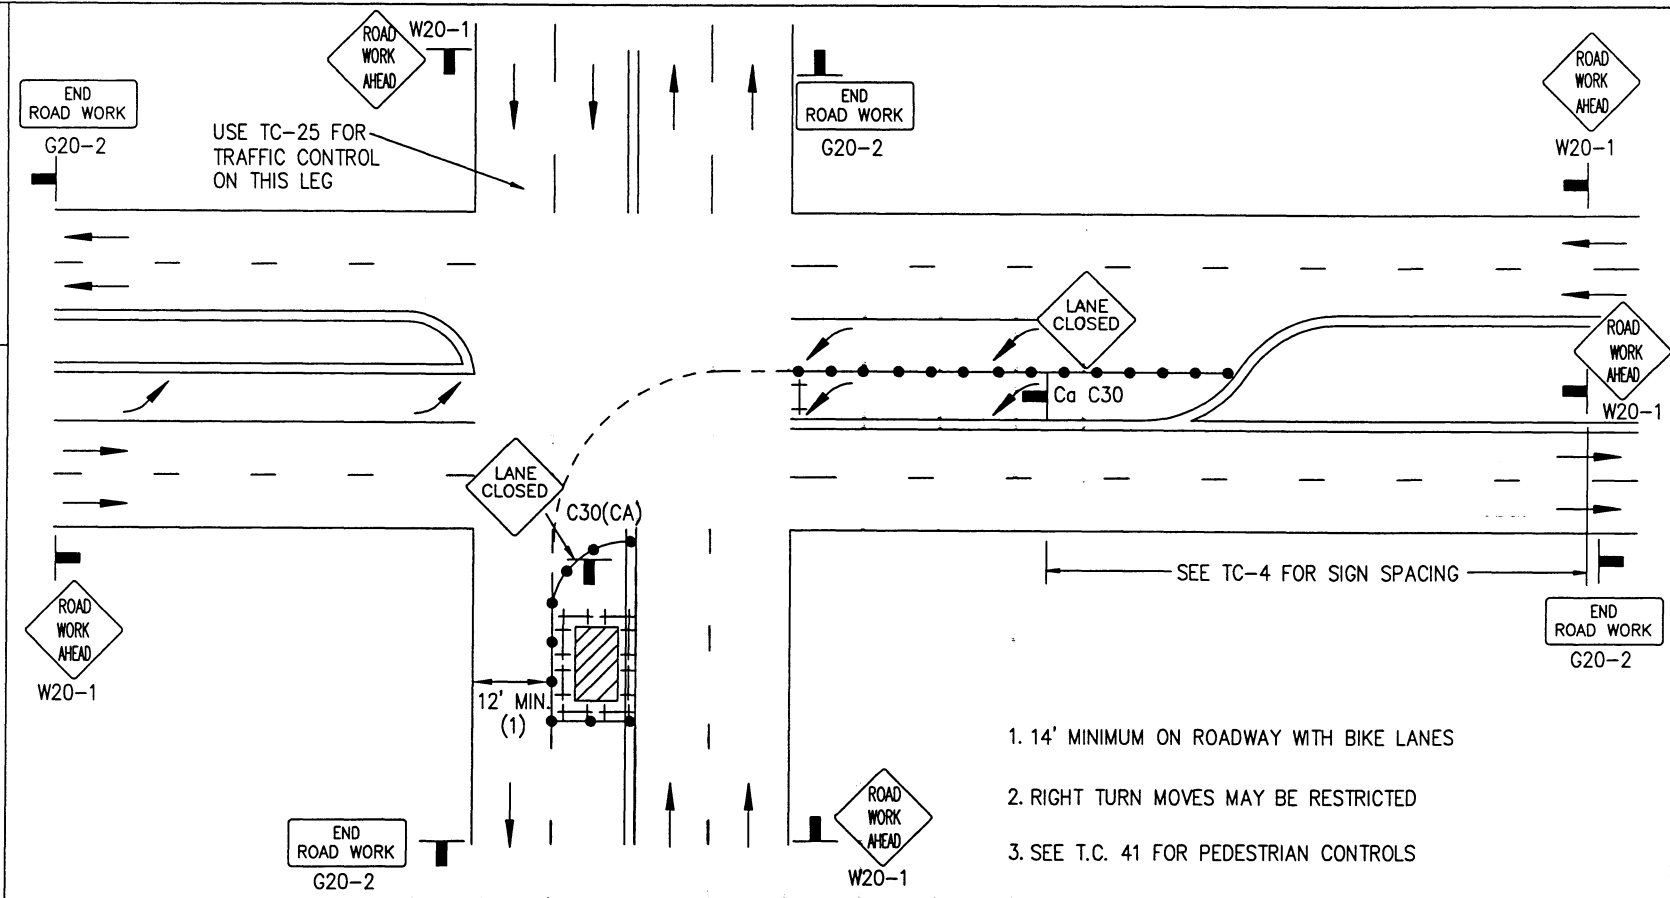 ROAD
WORK
AHEAD
W20-1
END
ROAD WORK
G20-2
USE TC-25 FOR
TRAFFIC CONTROL
ON THIS LEG
END
ROAD WORK
G20-2
ROAD
WORK
AHEAD
W20-1
LANE
CLOSED
Ca C30
ROAD
WORK
AHEAD
W20-1
LANE
CLOSED
C30(CA)
SEE TC-4 FOR SIGN SPACING
ROAD
WORK
AHEAD
W20-1
END
ROAD WORK
G20-2
12' MIN.
(1)
END
ROAD WORK
G20-2
ROAD
WORK
AHEAD
W20-1
1. 14' MINIMUM ON ROADWAY WITH BIKE LANES
2. RIGHT TURN MOVES MAY BE RESTRICTED
3. SEE T.C. 41 FOR PEDESTRIAN CONTROLS